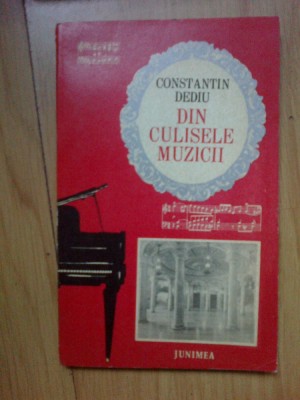 CONSTANTIN
DEDIU
DIN
CULISELE
MUZICII
JUNIMEA